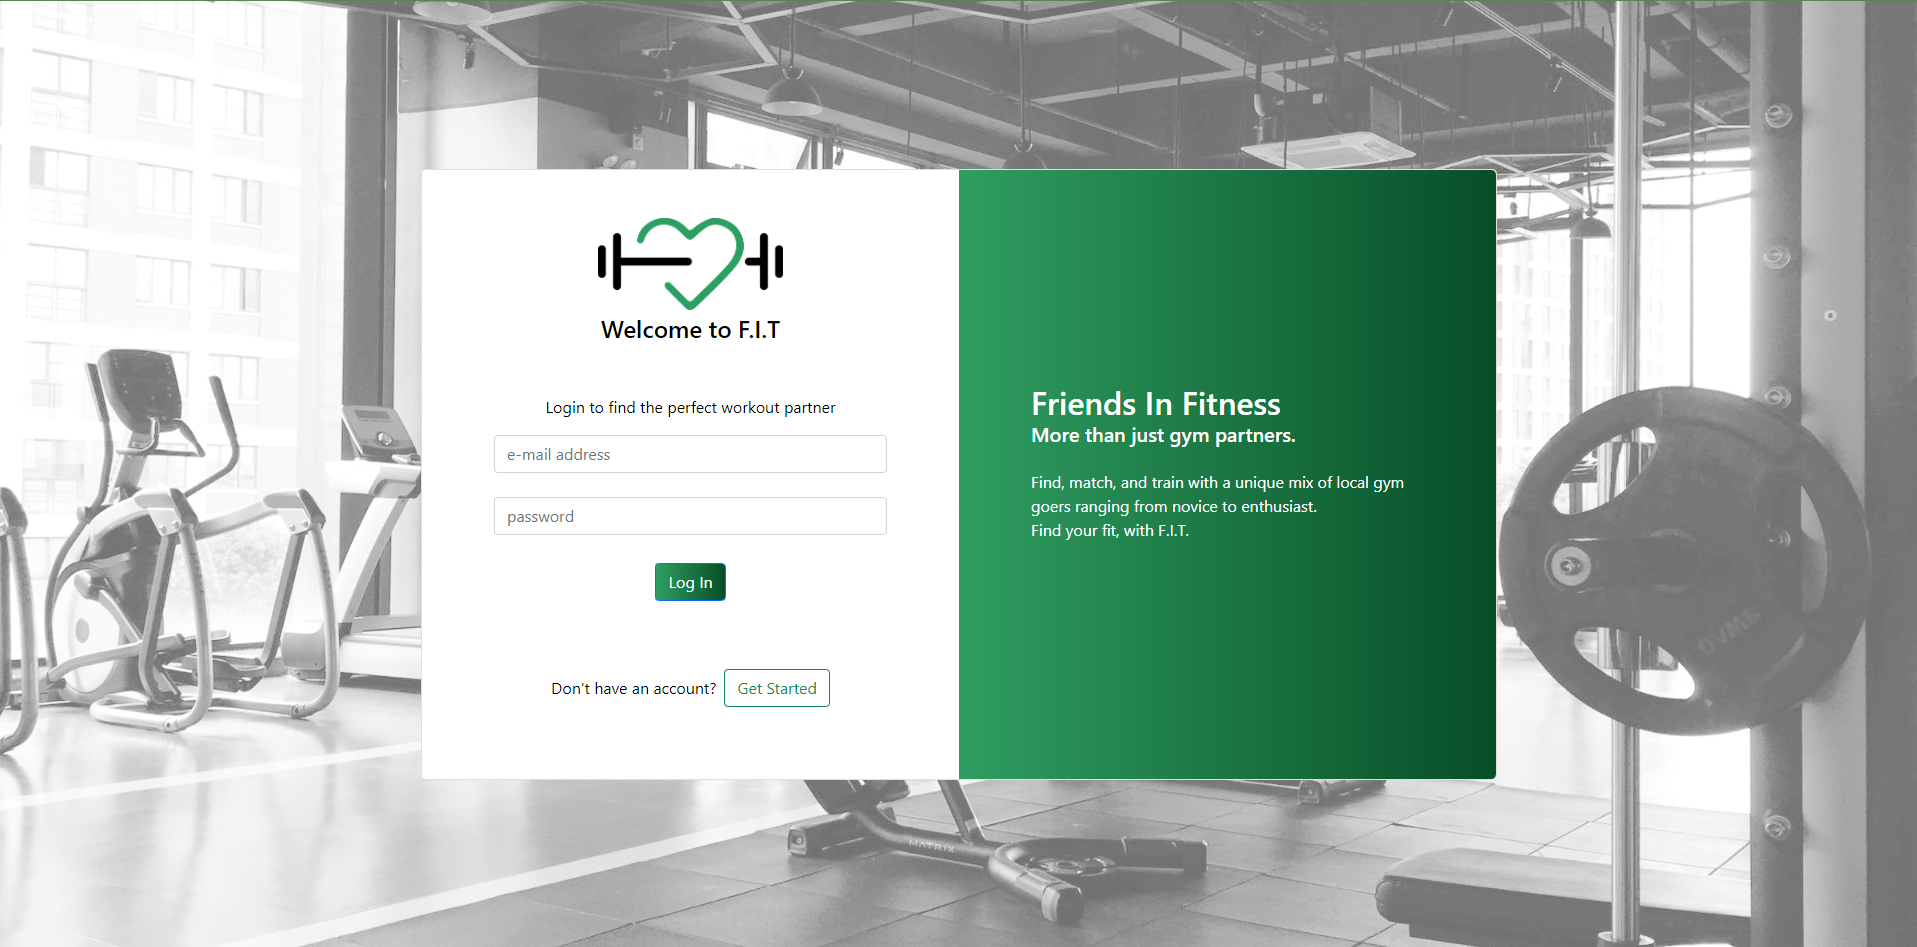 Welcome to F.I.T
Login to find the perfect workout partner
e-mail address
password
Log In
Don't have an account? Get Started
Friends In Fitness
More than just gym partners.
Find, match, and train with a unique mix of local gym
goers ranging from novice to enthusiast.
Find your fit, with F.I.T.
MATRIX